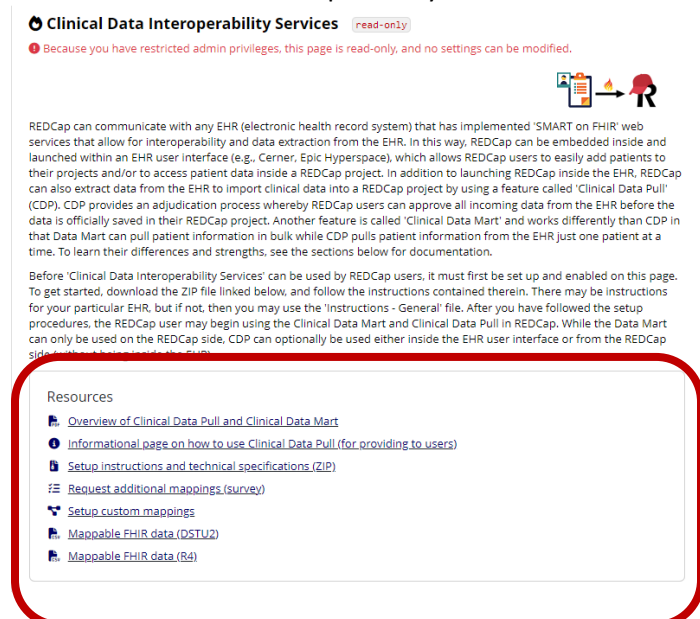 Clinical Data Interoperability Services read-only
Because you have restricted admin privileges, this page is read-only, and no settings can be modified.
REDCap can communicate with any EHR (electronic health record system) that has implemented 'SMART on FHIR' web
services that allow for interoperability and data extraction from the EHR. In this way, REDCap can be embedded inside and
launched within an EHR user interface (e.g., Cerner, Epic Hyperspace), which allows REDCap users to easily add patients to
their projects and/or to access patient data inside a REDCap project. In addition to launching REDCap inside the EHR, REDCap
can also extract data from the EHR to import clinical data into a REDCap project by using a feature called 'Clinical Data Pull'
(CDP). CDP provides an adjudication process whereby REDCap users can approve all incoming data from the EHR before the
data is officially saved in their REDCap project. Another feature is called 'Clinical Data Mart' and works differently than CDP in
that Data Mart can pull patient information in bulk while CDP pulls patient information from the EHR just one patient at a
time. To learn their differences and strengths, see the sections below for documentation.
Before 'Clinical Data Interoperability Services' can be used by REDCap users, it must first be set up and enabled on this page.
To get started, download the ZIP file linked below, and follow the instructions contained therein. There may be instructions
for your particular EHR, but if not, then you may use the 'Instructions - General' file. After you have followed the setup
procedures, the REDCap user may begin using the Clinical Data Mart and Clinical Data Pull in REDCap. While the Data Mart
can only be used on the REDCap side, CDP can optionally be used either inside the EHR user interface or from the REDCap
side (without being inside the EHR)
Resources
Overview of Clinical Data Pull and Clinical Data Mart
Informational page on how to use Clinical Data Pull (for providing to users)
Setup instructions and technical specifications (ZIP)
Request additional mappings (survey)
Setup custom mappings
Mappable FHIR data (DSTU2)
Mappable FHIR data (R4)